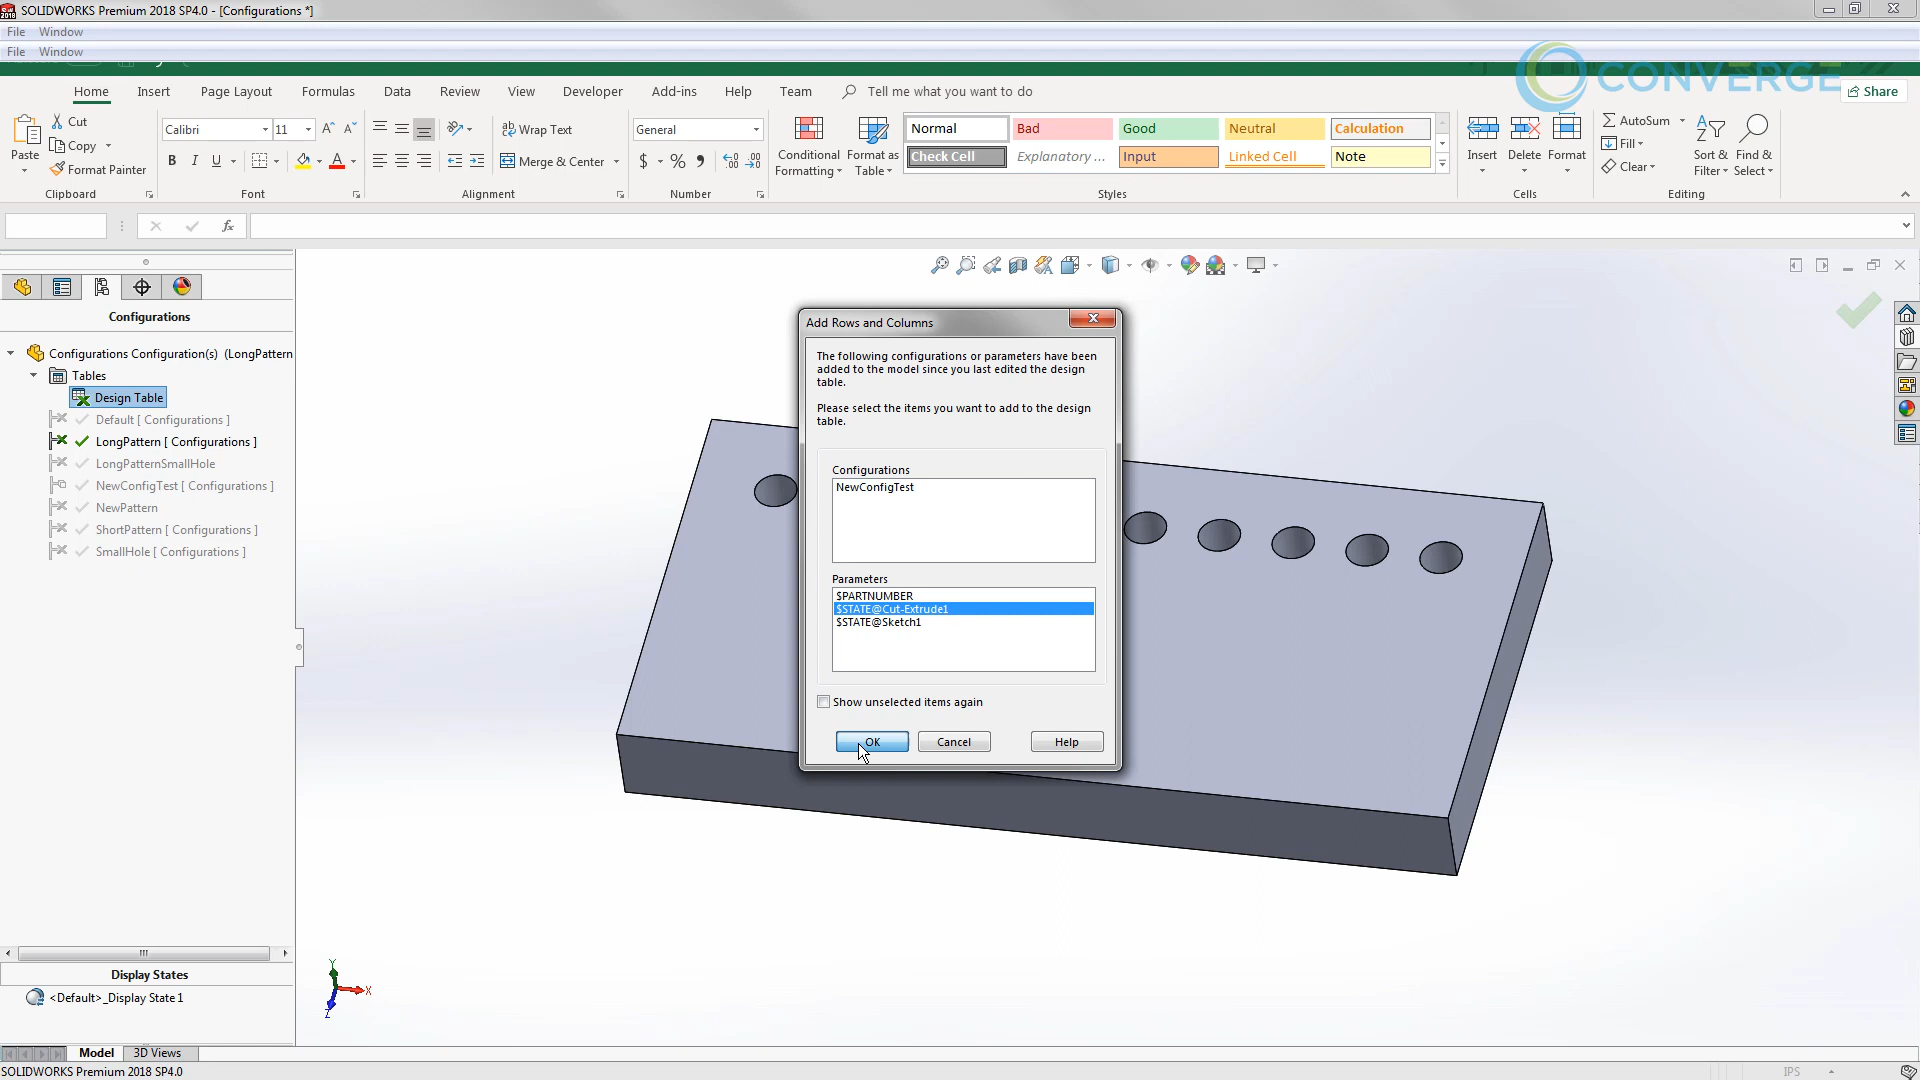 SOLIDWORKS Premium 2018 SP4.0 - [Configurations *]
File Window
File Window
CONVERGE
Home Insert Page Layout Formulas Data Review View Developer Add-ins Help Team Tell me what you want to do Share
Paste
Cut
Copy
Format Painter
Clipboard
Calibri 11
B I U
Font
Wrap Text
Merge & Center
Alignment
General
$ % ,
Number
Conditional Formatting
Format as Table
Normal Bad Good Neutral Calculation
Check Cell Explanatory ... Input Linked Cell Note
Styles
Insert Delete Format
Cells
AutoSum
Fill
Clear
Sort & Filter
Find & Select
Editing
fx
Configurations
Configurations Configuration(s) (LongPattern
Tables
Design Table
Default [ Configurations ]
LongPattern [ Configurations ]
LongPatternSmallHole
NewConfigTest [ Configurations ]
NewPattern
ShortPattern [ Configurations ]
SmallHole [ Configurations ]
Add Rows and Columns
The following configurations or parameters have been
added to the model since you last edited the design
table.
Please select the items you want to add to the design
table.
Configurations
NewConfigTest
Parameters
$PARTNUMBER
$STATE@Cut-Extrude1
$STATE@Sketch1
Show unselected items again
OK Cancel Help
Display States
<Default>_Display State 1
Y
X
Z
Model 3D Views
SOLIDWORKS Premium 2018 SP4.0
IPS